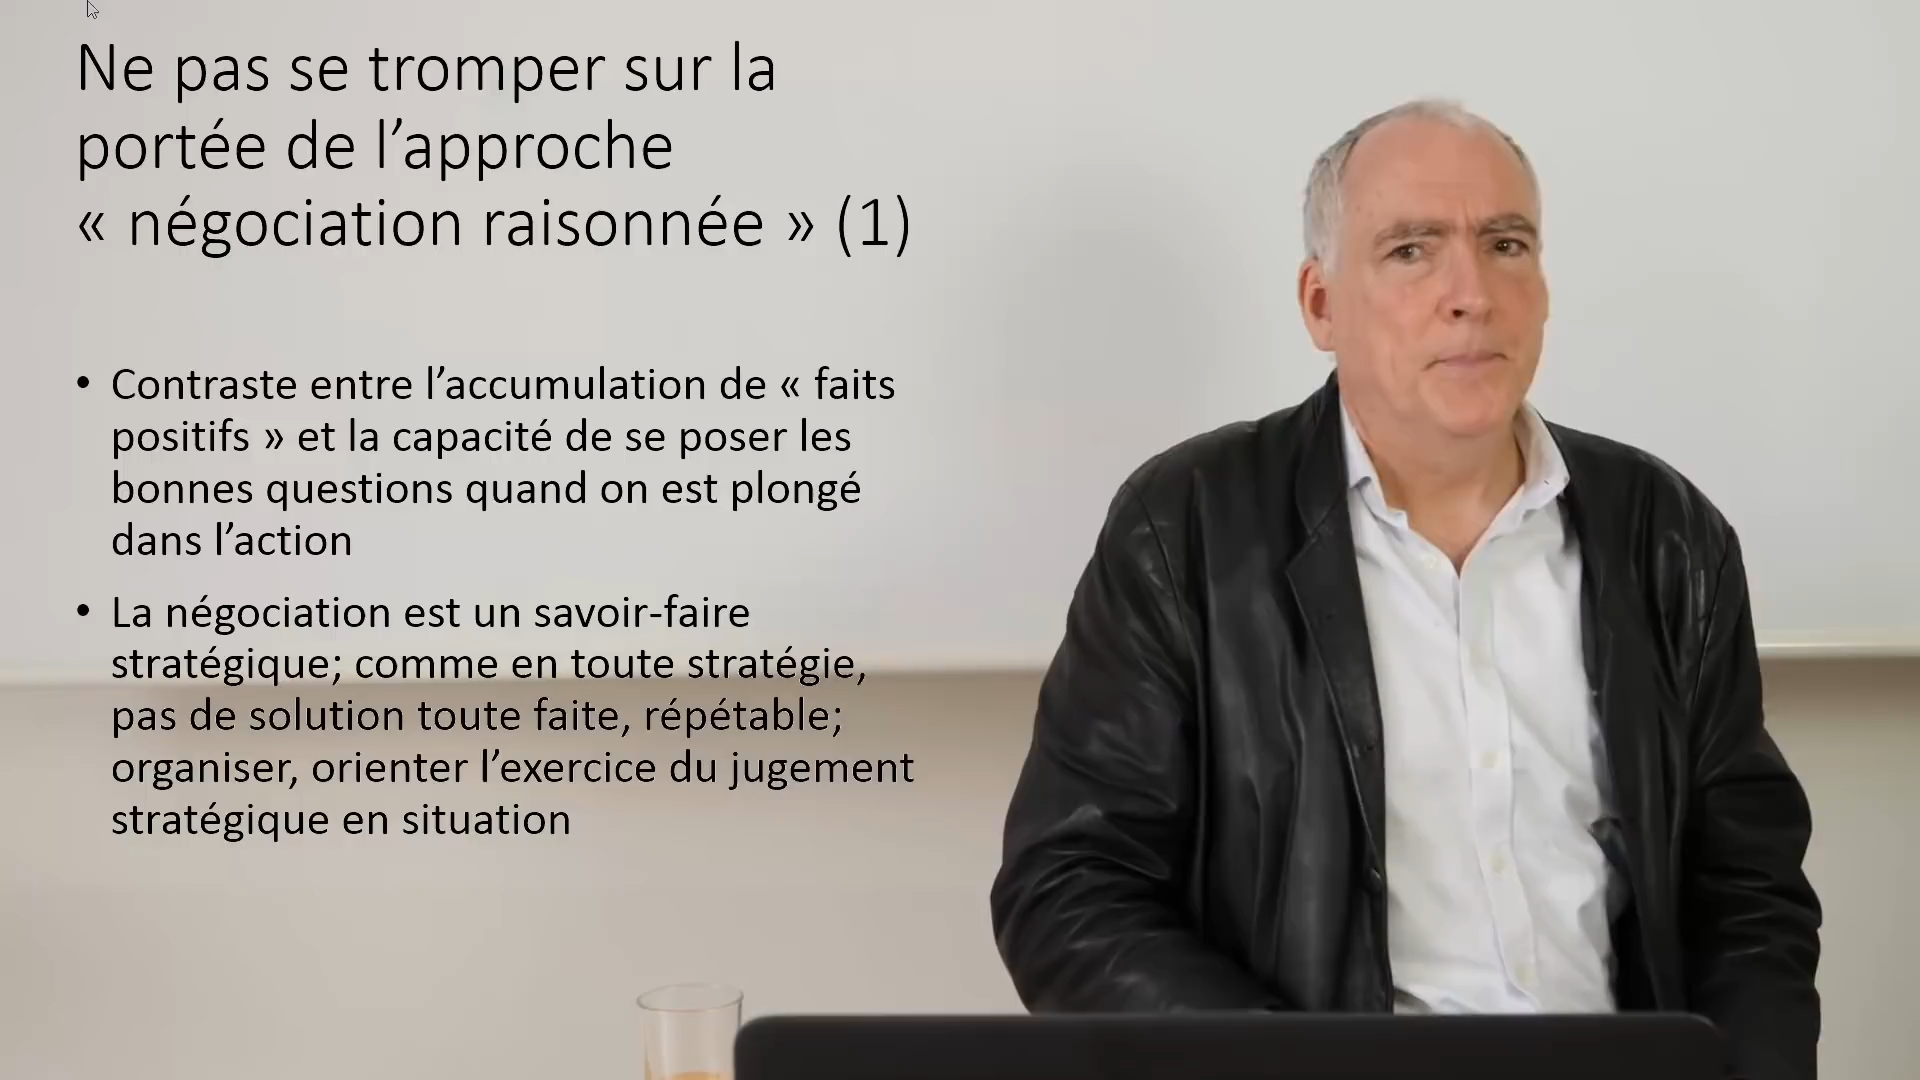 Ne pas se tromper sur la
portée de l’approche
« négociation raisonnée » (1)
• Contraste entre l’accumulation de « faits
positifs » et la capacité de se poser les
bonnes questions quand on est plongé
dans l’action
• La négociation est un savoir-faire
stratégique; comme en toute stratégie,
pas de solution toute faite, répétable;
organiser, orienter l’exercice du jugement
stratégique en situation